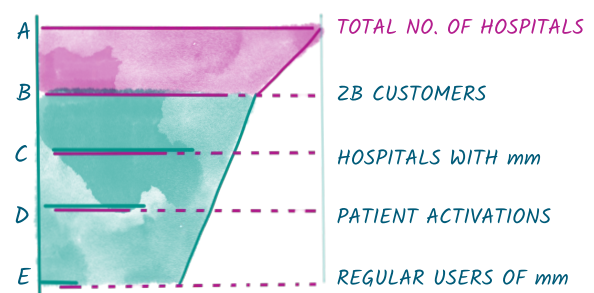 A TOTAL NO. OF HOSPITALS
B 2B CUSTOMERS
C HOSPITALS WITH mm
D PATIENT ACTIVATIONS
E REGULAR USERS OF mm